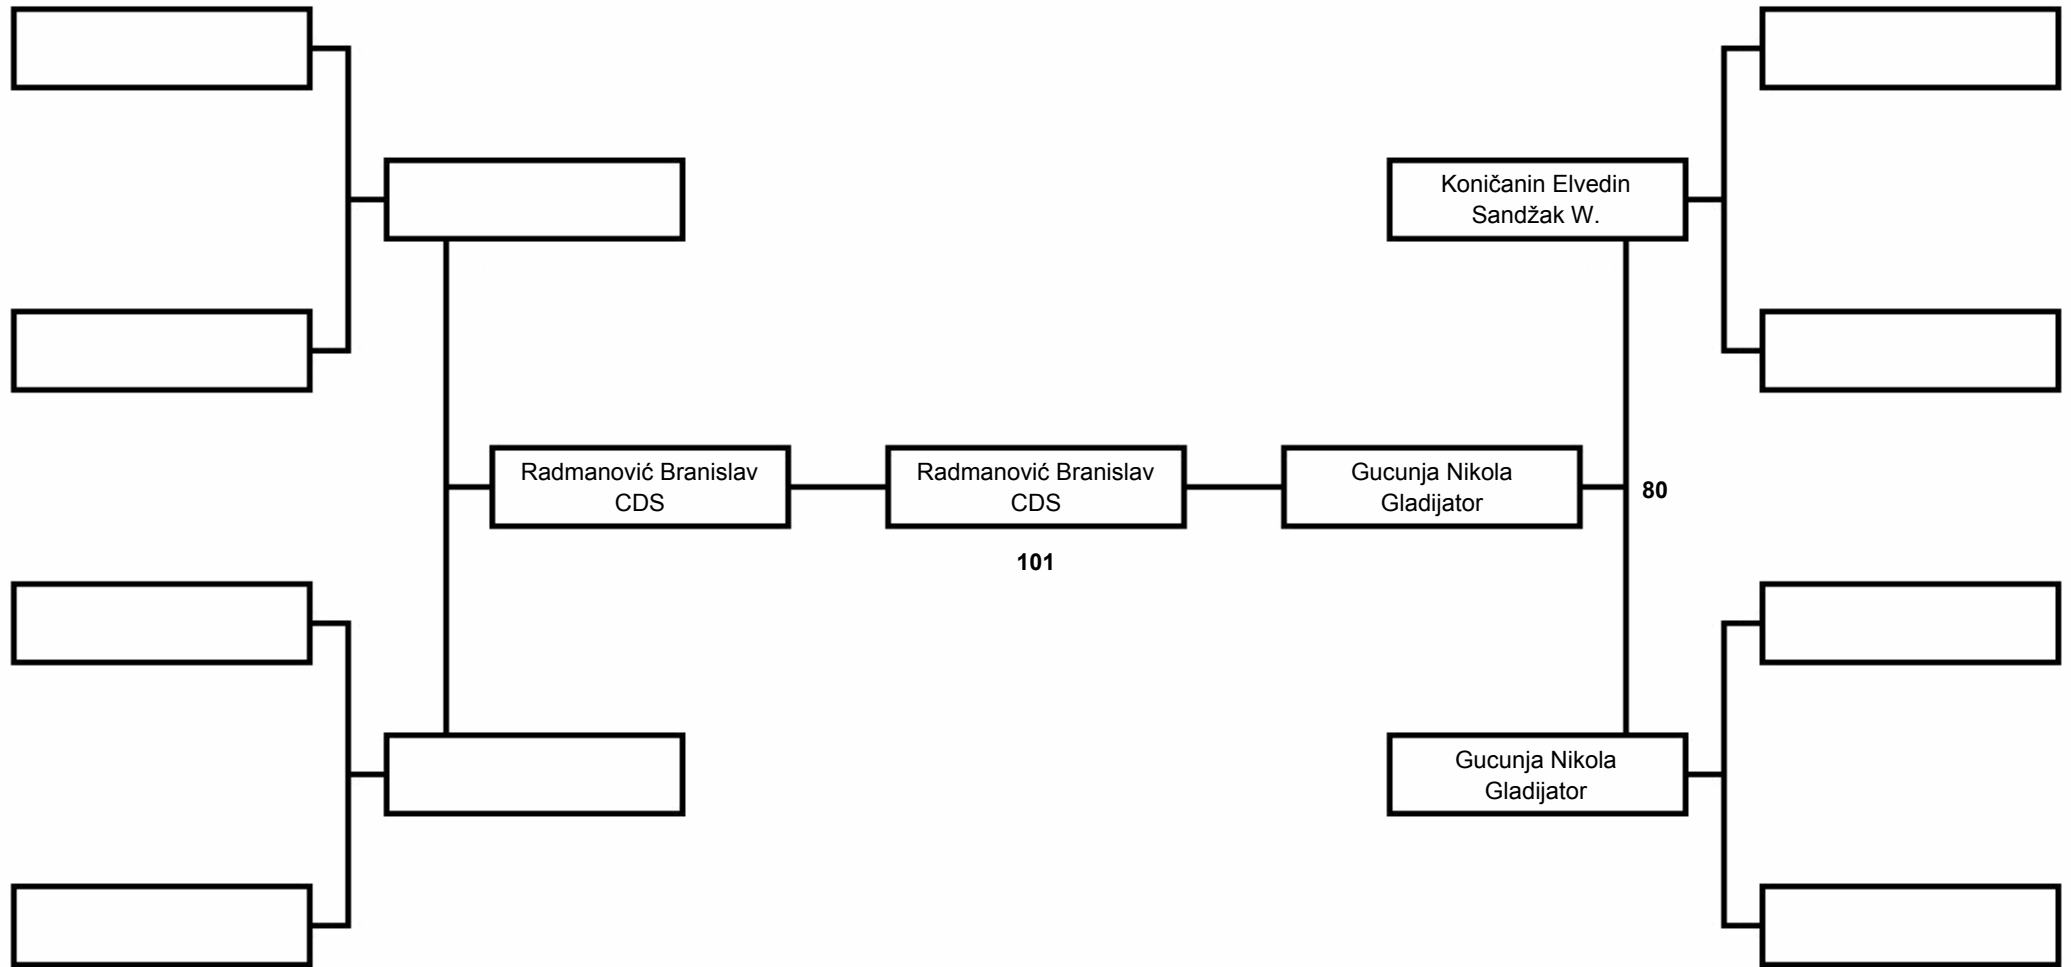 Koničanin Elvedin
Sandžak W.
Radmanović Branislav
CDS
Radmanović Branislav
CDS
Gucunja Nikola
Gladijator
80
101
Gucunja Nikola
Gladijator